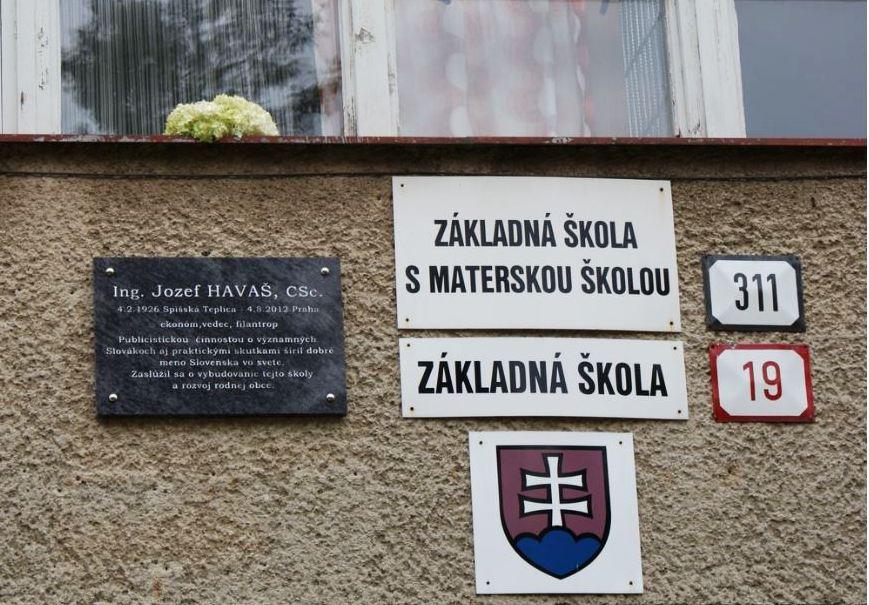 Ing. Jozef HAVAŠ, CSc.
4.2.1926 Spišská Teplica - 4.8.2012 Praha
ekonóm,vedec, filantrop
Publicistickou činnosťou o významných
Slovákoch aj praktickými skutkami šíril dobré
meno Slovenska vo svete.
Zaslúžil sa o vybudovanie tejto školy
a rozvoj rodnej obce.
ZÁKLADNÁ ŠKOLA
S MATERSKOU ŠKOLOU
311
ZÁKLADNÁ ŠKOLA
19